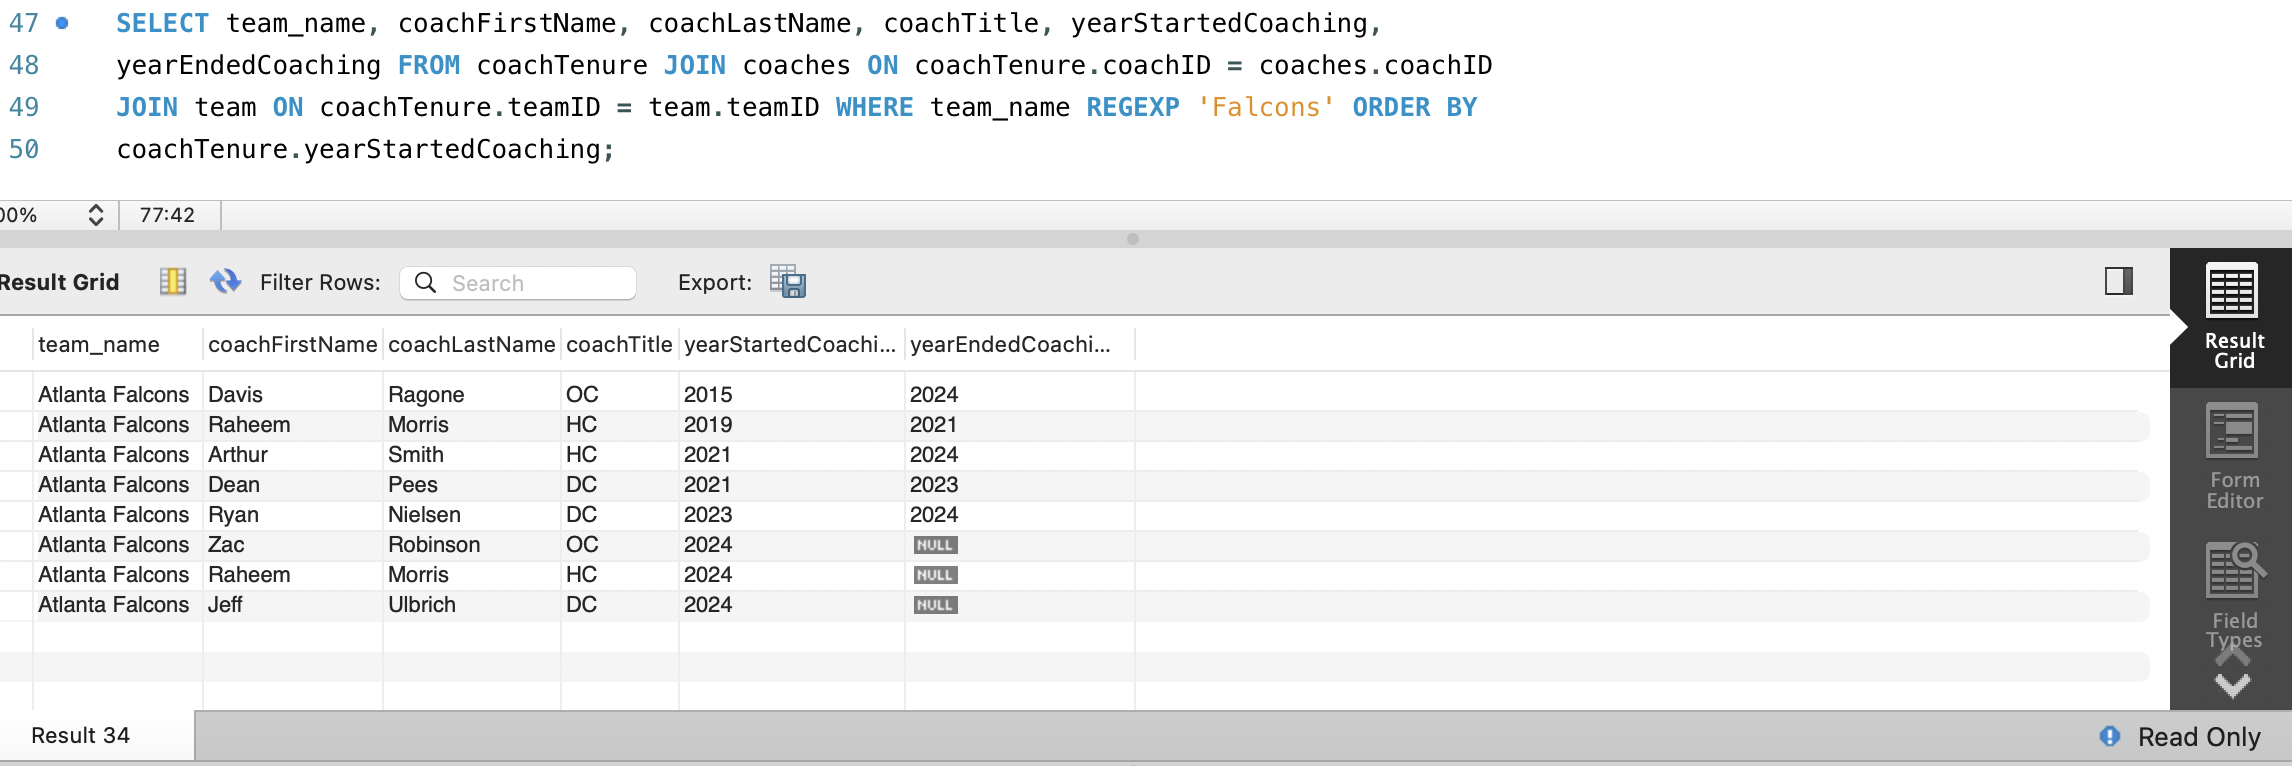 47 SELECT team_name, coachFirstName, coachLastName, coachTitle, yearStartedCoaching,
48 yearEndedCoaching FROM coachTenure JOIN coaches ON coachTenure.coachID = coaches.coachID
49 JOIN team ON coachTenure.teamID = team.teamID WHERE team_name REGEXP 'Falcons' ORDER BY
50 coachTenure.yearStartedCoaching;
00% 77:42
Result Grid Filter Rows: Search Export:
team_name coachFirstName coachLastName coachTitle yearStartedCoachi... yearEndedCoachi...
Atlanta Falcons Davis Ragone OC 2015 2024
Atlanta Falcons Raheem Morris HC 2019 2021
Atlanta Falcons Arthur Smith HC 2021 2024
Atlanta Falcons Dean Pees DC 2021 2023
Atlanta Falcons Ryan Nielsen DC 2023 2024
Atlanta Falcons Zac Robinson OC 2024 NULL
Atlanta Falcons Raheem Morris HC 2024 NULL
Atlanta Falcons Jeff Ulbrich DC 2024 NULL
Result
Grid
Form
Editor
Field
Types
Result 34
Read Only